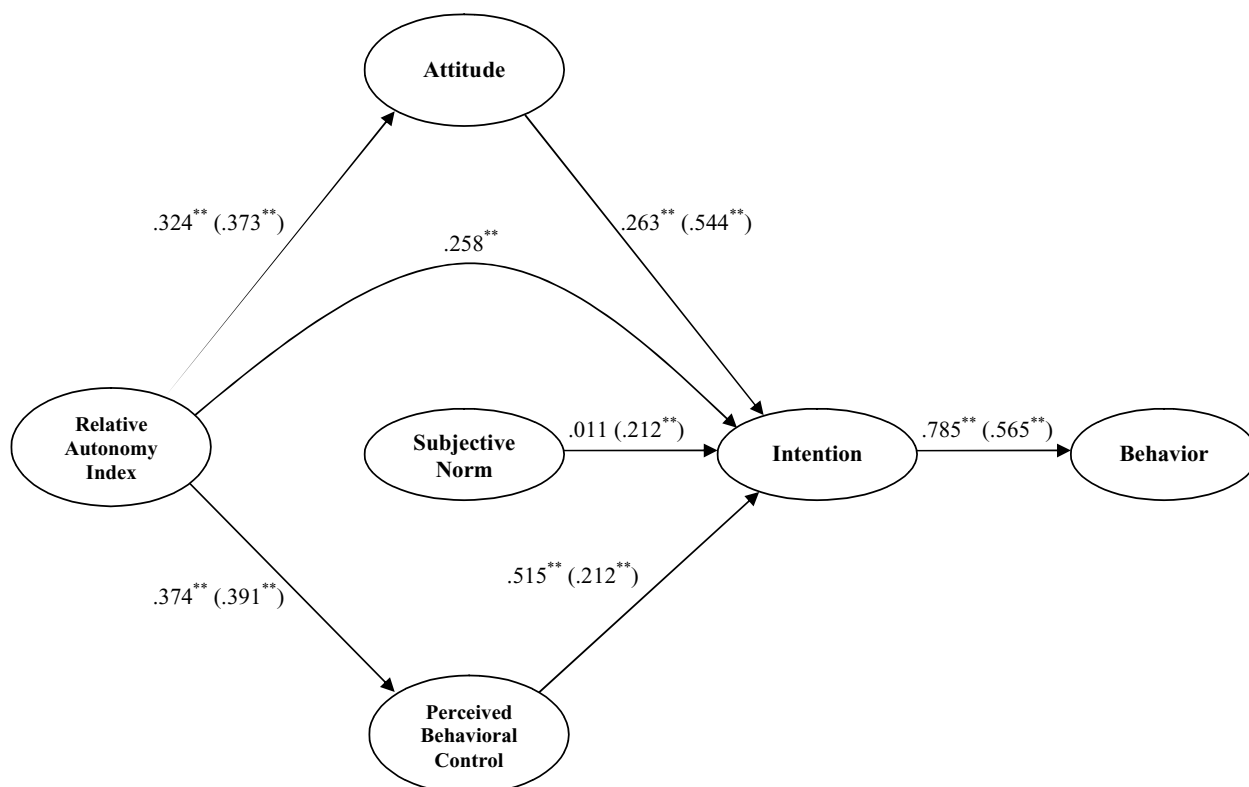 Attitude
.324** (.373**)
.263** (.544**)
.258**
Relative
Autonomy
Index
Subjective
Norm
.011 (.212**)
Intention
.785** (.565**)
Behavior
.374** (.391**)
.515** (.212**)
Perceived
Behavioral
Control